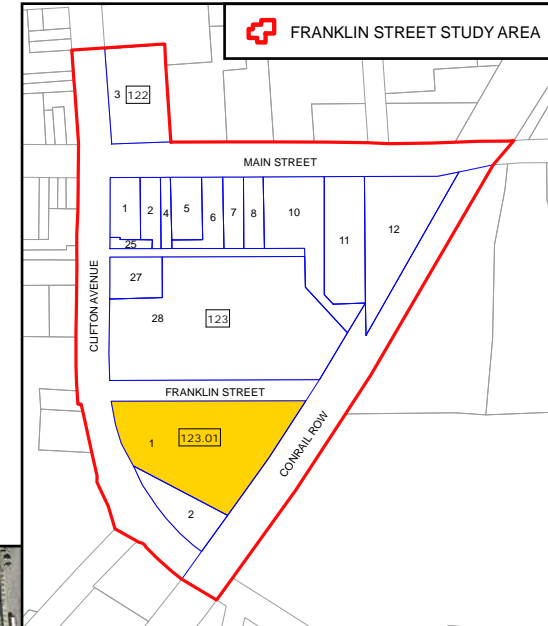 FRANKLIN STREET STUDY AREA
3 122
MAIN STREET
1 2 4 5 6 7 8 10 11 12
25
27
CLIFTON AVENUE
28 123
FRANKLIN STREET
1 123.01
CONRAIL ROW
2